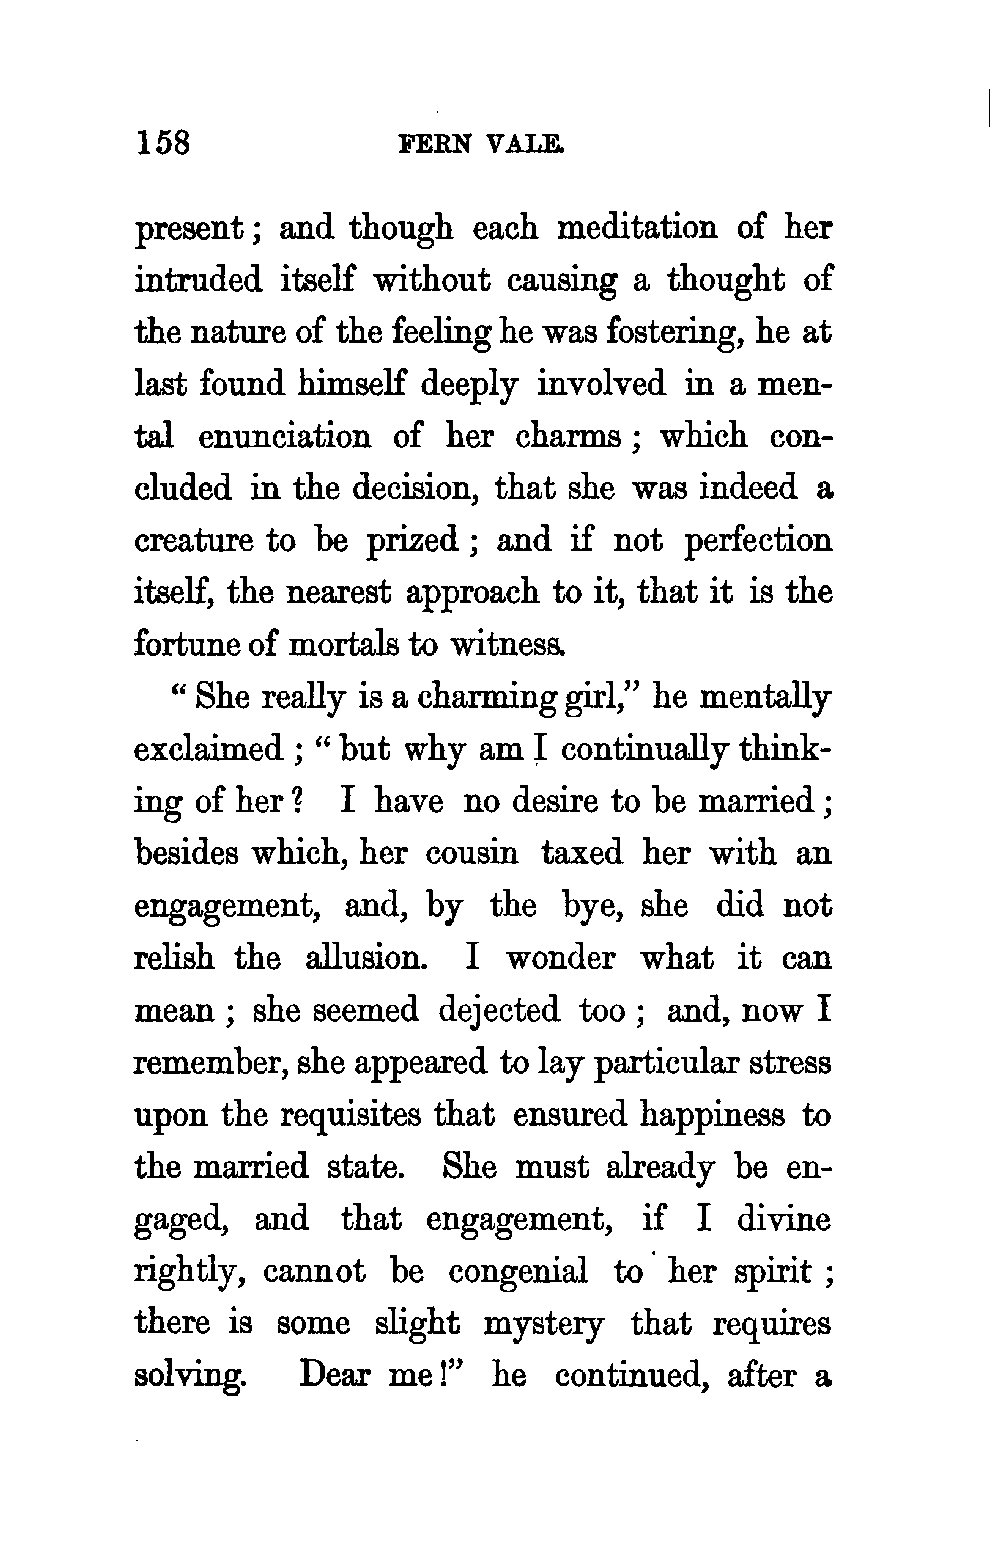 158 FERN VALE.
present; and though each meditation of her
intruded itself without causing a thought of
the nature of the feeling he was fostering, he at
last found himself deeply involved in a men-
tal enunciation of her charms; which con-
cluded in the decision, that she was indeed a
creature to be prized; and if not perfection
itself, the nearest approach to it, that it is the
fortune of mortals to witness.
“She really is a charming girl,” he mentally
exclaimed; “but why am I continually think-
ing of her? I have no desire to be married;
besides which, her cousin taxed her with an
engagement, and, by the bye, she did not
relish the allusion. I wonder what it can
mean; she seemed dejected too; and, now I
remember, she appeared to lay particular stress
upon the requisites that ensured happiness to
the married state. She must already be en-
gaged, and that engagement, if I divine
rightly, cannot be congenial to her spirit;
there is some slight mystery that requires
solving. Dear me!” he continued, after a